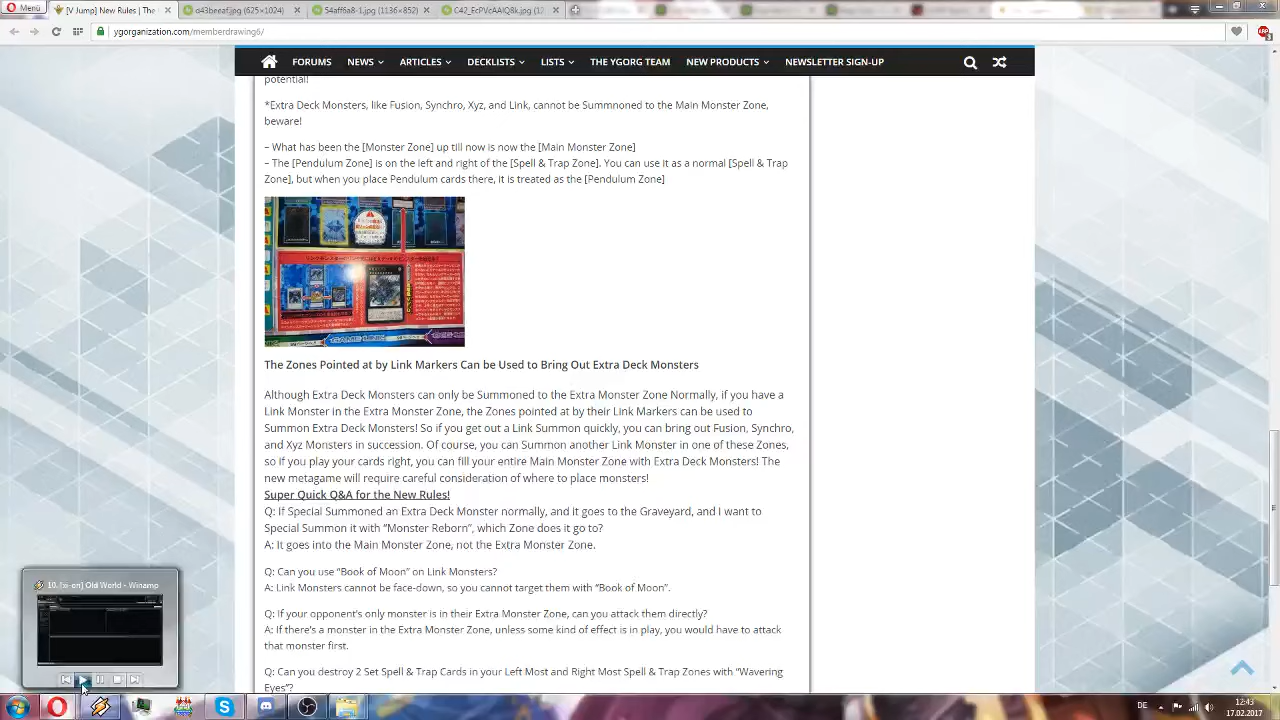 Menü
[V Jump] New Rules | The
d43beeaf.jpg (625×1024)
54aff6a8-1.jpg (1136×852)
C42_EcPVcAAIQ8k.jpg (12
ygorganization.com/memberdrawing6/
FORUMS NEWS ARTICLES DECKLISTS LISTS THE YGORG TEAM NEW PRODUCTS NEWSLETTER SIGN-UP
potential!
*Extra Deck Monsters, like Fusion, Synchro, Xyz, and Link, cannot be Summnoned to the Main Monster Zone,
beware!
– What has been the [Monster Zone] up till now is now the [Main Monster Zone]
– The [Pendulum Zone] is on the left and right of the [Spell & Trap Zone]. You can use it as a normal [Spell & Trap
Zone], but when you place Pendulum cards there, it is treated as the [Pendulum Zone]
GAME LINK
The Zones Pointed at by Link Markers Can be Used to Bring Out Extra Deck Monsters
Although Extra Deck Monsters can only be Summoned to the Extra Monster Zone Normally, if you have a
Link Monster in the Extra Monster Zone, the Zones pointed at by their Link Markers can be used to
Summon Extra Deck Monsters! So if you get out a Link Summon quickly, you can bring out Fusion, Synchro,
and Xyz Monsters in succession. Of course, you can Summon another Link Monster in one of these Zones,
so if you play your cards right, you can fill your entire Main Monster Zone with Extra Deck Monsters! The
new metagame will require careful consideration of where to place monsters!
Super Quick Q&A for the New Rules!
Q: If Special Summoned an Extra Deck Monster normally, and it goes to the Graveyard, and I want to
Special Summon it with “Monster Reborn”, which Zone does it go to?
A: It goes into the Main Monster Zone, not the Extra Monster Zone.
Q: Can you use “Book of Moon” on Link Monsters?
A: Link Monsters cannot be face-down, so you cannot target them with “Book of Moon”.
Q: If your opponent’s only monster is in their Extra Monster Zone, can you attack them directly?
A: If there’s a monster in the Extra Monster Zone, unless some kind of effect is in play, you would have to attack
that monster first.
Q: Can you destroy 2 Set Spell & Trap Cards in your Left Most and Right Most Spell & Trap Zones with “Wavering
Eyes”?
10. [:e-on] Old World - Winamp
DE
12:43
17.02.2017